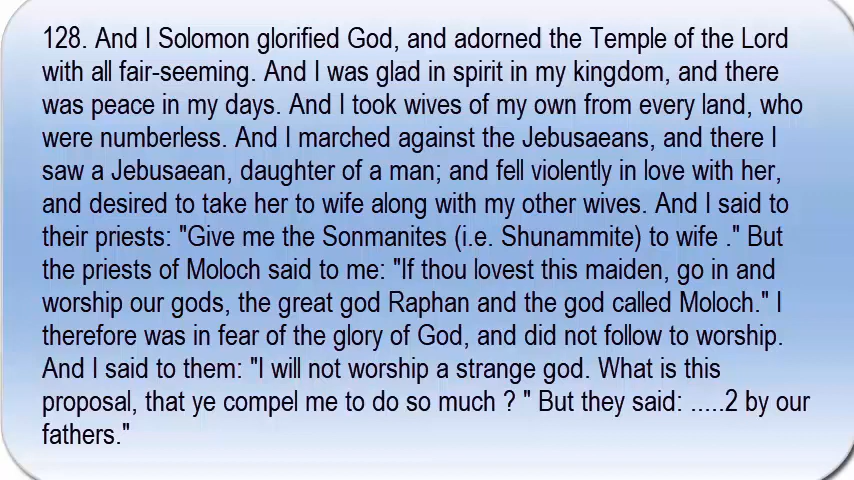 128. And I Solomon glorified God, and adorned the Temple of the Lord
with all fair-seeming. And I was glad in spirit in my kingdom, and there
was peace in my days. And I took wives of my own from every land, who
were numberless. And I marched against the Jebusaeans, and there I
saw a Jebusaean, daughter of a man; and fell violently in love with her,
and desired to take her to wife along with my other wives. And I said to
their priests: "Give me the Sonmanites (i.e. Shunammite) to wife ." But
the priests of Moloch said to me: "If thou lovest this maiden, go in and
worship our gods, the great god Raphan and the god called Moloch." I
therefore was in fear of the glory of God, and did not follow to worship.
And I said to them: "I will not worship a strange god. What is this
proposal, that ye compel me to do so much ? " But they said: .....2 by our
fathers."